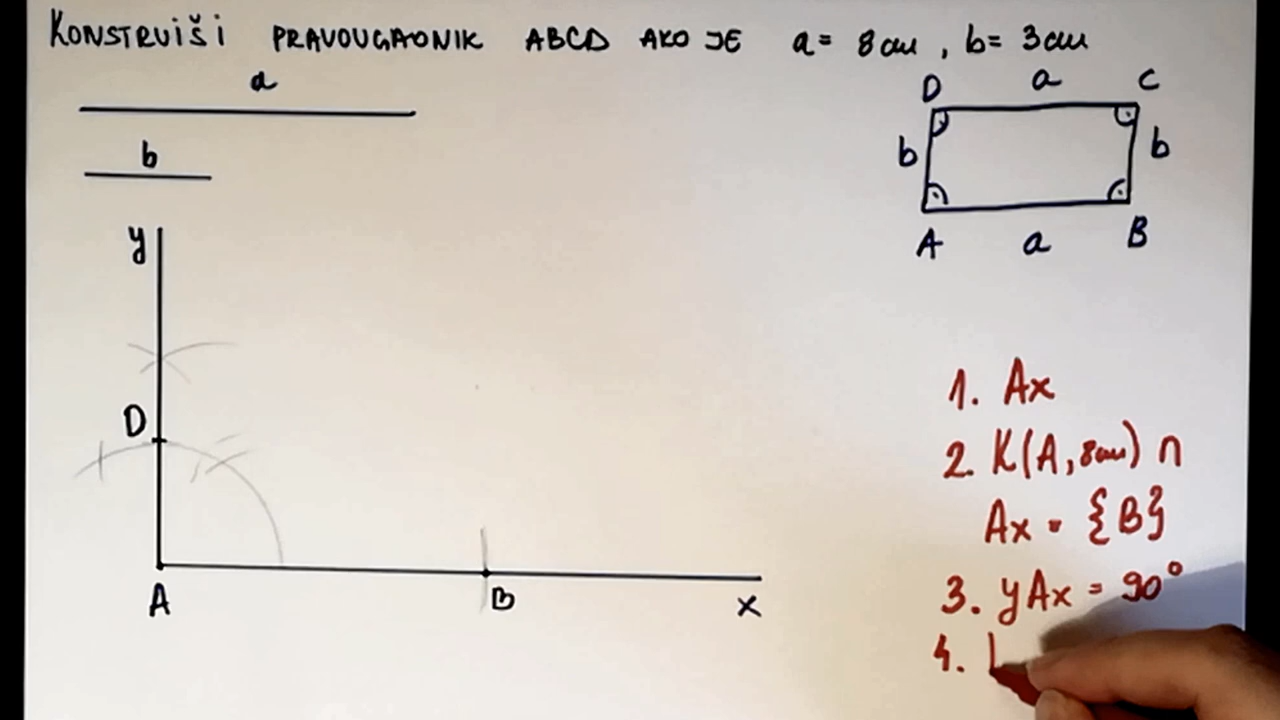 KONSTRUIŠI PRAVOUGAONIK ABCD AKO JE a = 8cm, b = 3cm
a
b
D a C
b b
A a B
y
D
A B x
1. Ax
2. K(A, 8cm) ∩
Ax = {B}
3. yAx = 90°
4.